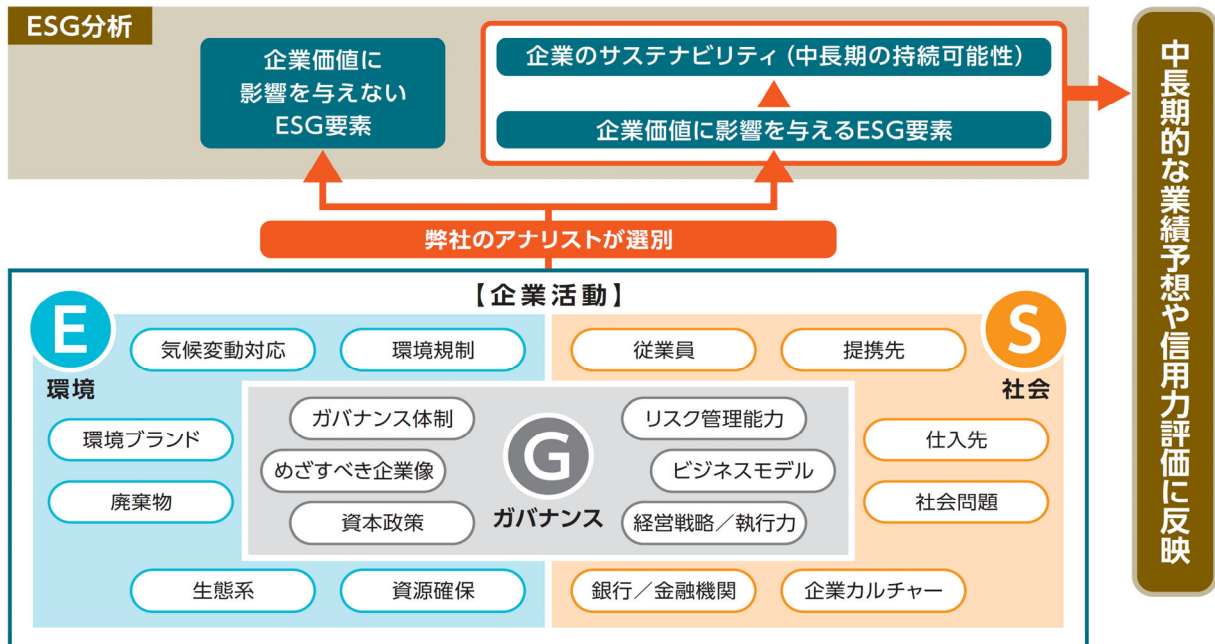 ESG分析
企業価値に
影響を与えない
ESG要素
企業のサステナビリティ（中長期の持続可能性）
企業価値に影響を与えるESG要素
中長期的な業績予想や信用力評価に反映
弊社のアナリストが選別
【企業活動】
E
環境
気候変動対応
環境規制
環境ブランド
廃棄物
生態系
資源確保
S
社会
従業員
提携先
仕入先
社会問題
銀行／金融機関
企業カルチャー
G
ガバナンス
ガバナンス体制
めざすべき企業像
資本政策
リスク管理能力
ビジネスモデル
経営戦略／執行力